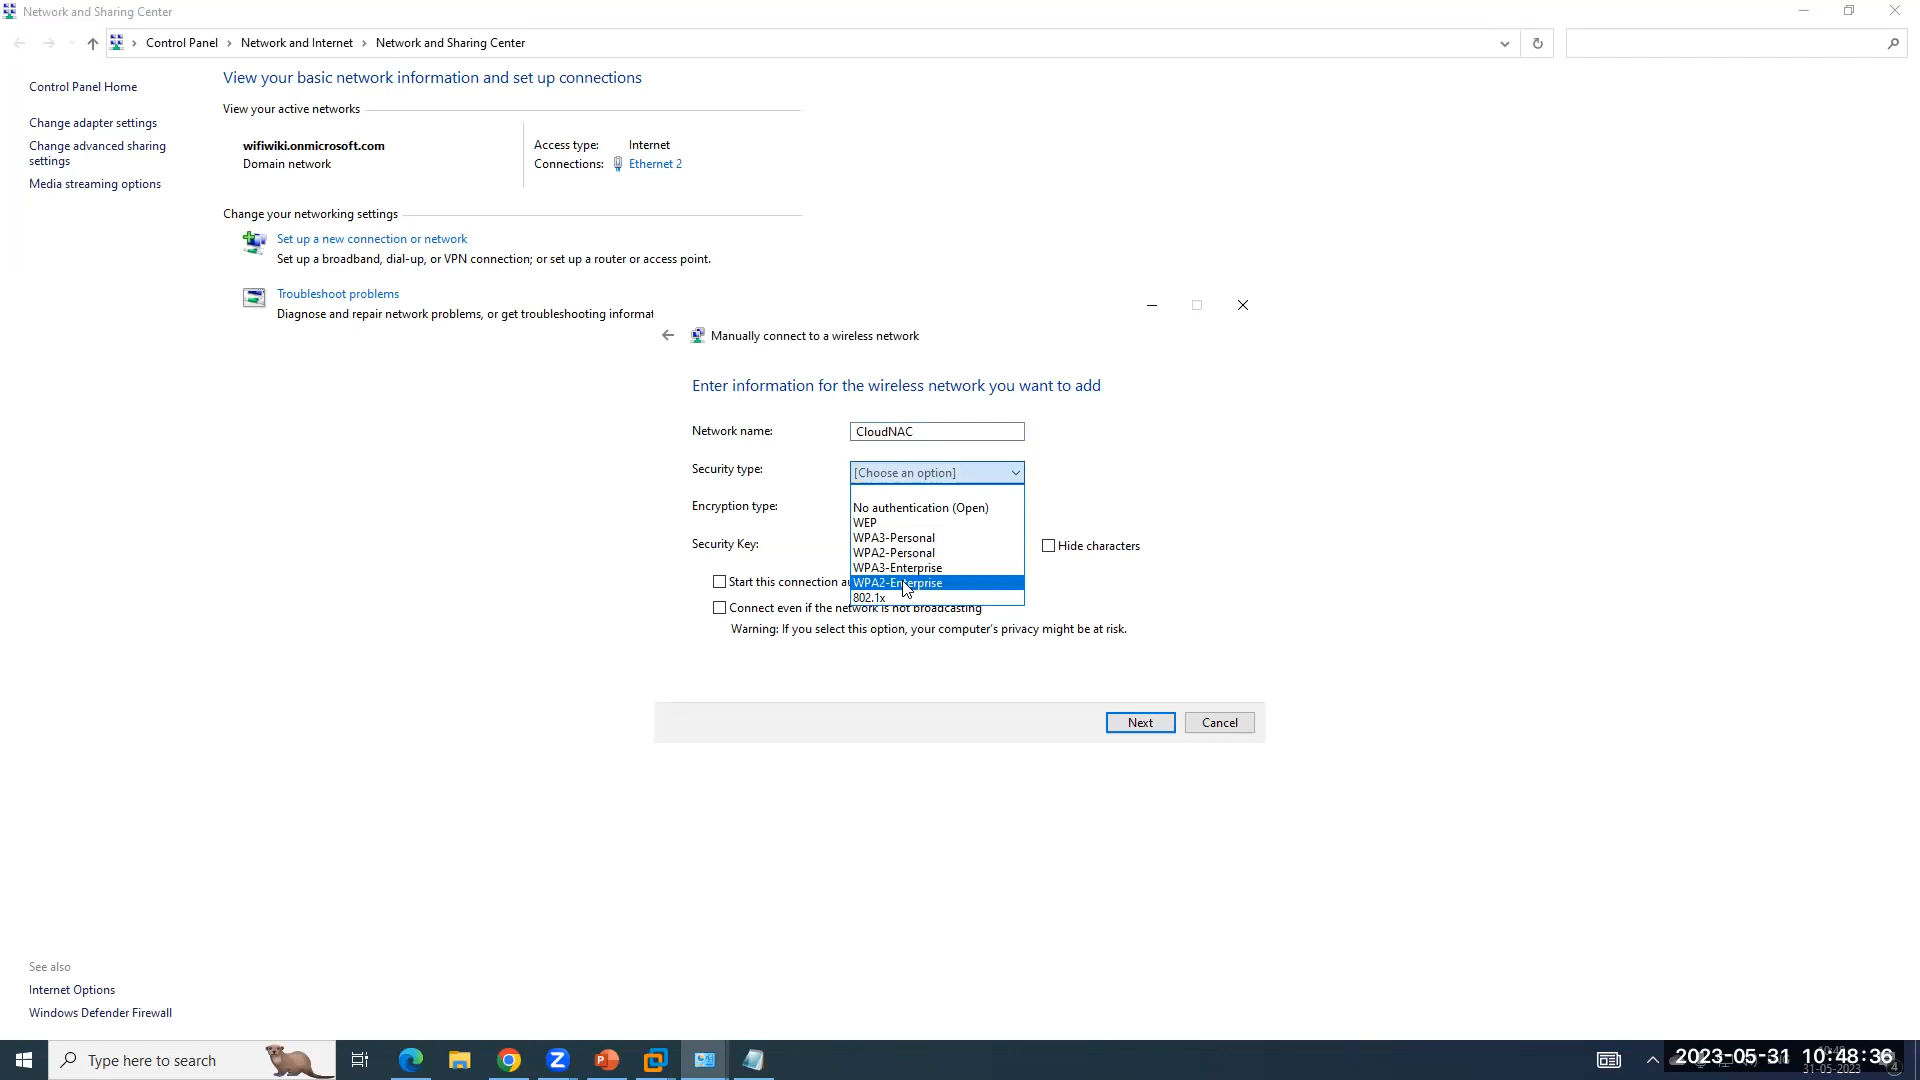 Network and Sharing Center
Control Panel > Network and Internet > Network and Sharing Center
Control Panel Home
Change adapter settings
Change advanced sharing
settings
Media streaming options
View your basic network information and set up connections
View your active networks
wifiwiki.onmicrosoft.com
Domain network
Access type: Internet
Connections: Ethernet 2
Change your networking settings
Set up a new connection or network
Set up a broadband, dial-up, or VPN connection; or set up a router or access point.
Troubleshoot problems
Diagnose and repair network problems, or get troubleshooting informat
Manually connect to a wireless network
Enter information for the wireless network you want to add
Network name: CloudNAC
Security type: [Choose an option]
Encryption type:
No authentication (Open)
WEP
WPA3-Personal
WPA2-Personal
WPA3-Enterprise
WPA2-Enterprise
802.1x
Security Key:
Hide characters
Start this connection au
Connect even if the network is not broadcasting
Warning: If you select this option, your computer's privacy might be at risk.
Next Cancel
See also
Internet Options
Windows Defender Firewall
Type here to search
2023-05-31 10:48:36
31-05-2023